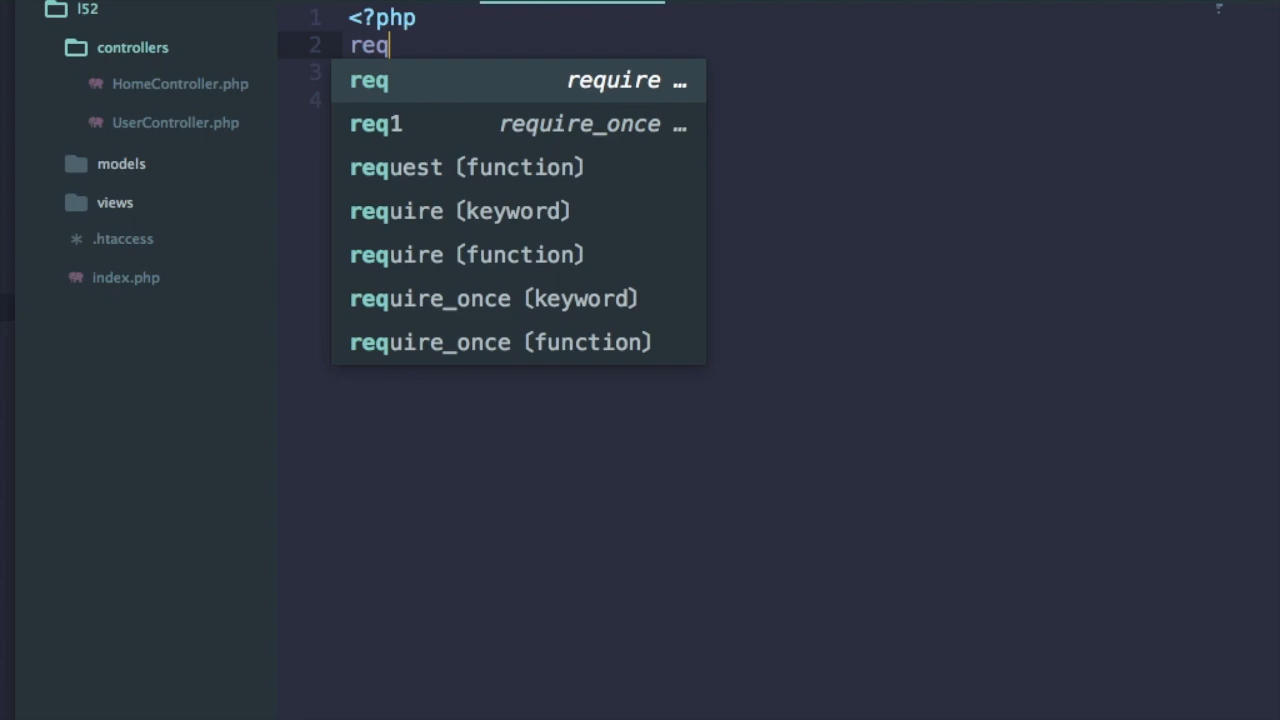 l52
controllers
HomeController.php
UserController.php
models
views
.htaccess
index.php
1 <?php
2 req
3
4
req require …
req1 require_once …
request (function)
require (keyword)
require (function)
require_once (keyword)
require_once (function)